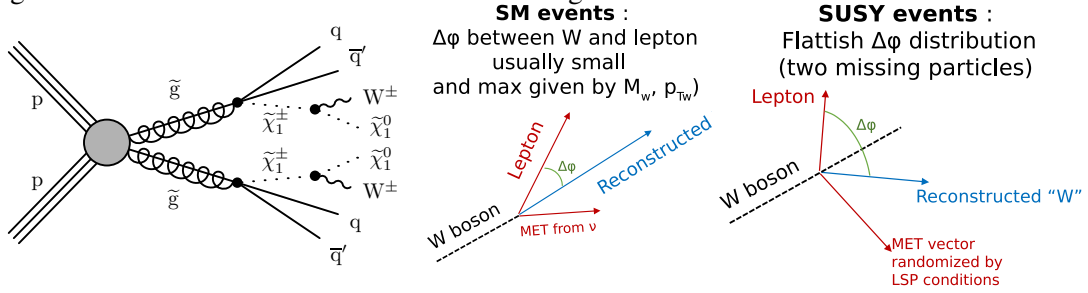 p
p
g̃
g̃
χ̃₁±
χ̃₁±
q
q̅′
W±
χ̃₁⁰
χ̃₁⁰
W±
q
q̅′
SM events :
Δφ between W and lepton
usually small
and max given by M_w, p_Tw)
Lepton
Δφ
Reconstructed
W boson
MET from ν
SUSY events :
Flattish Δφ distribution
(two missing particles)
Lepton
Δφ
W boson
Reconstructed “W”
MET vector
randomized by
LSP conditions